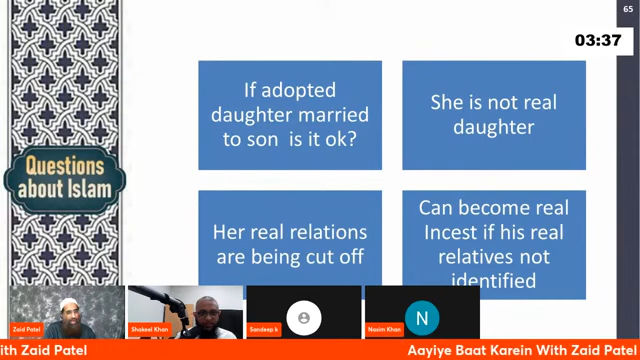 65
03:37
If adopted
daughter married
to son is it ok?
She is not real
daughter
Questions
about Islam
Her real relations
are being cut off
Can become real
Incest if his real
relatives not
identified
Zaid Patel
Shakeel Khan
Sandeep k
N
Nasim Khan
ith Zaid Patel
Aayiye Baat Karein With Zaid Patel